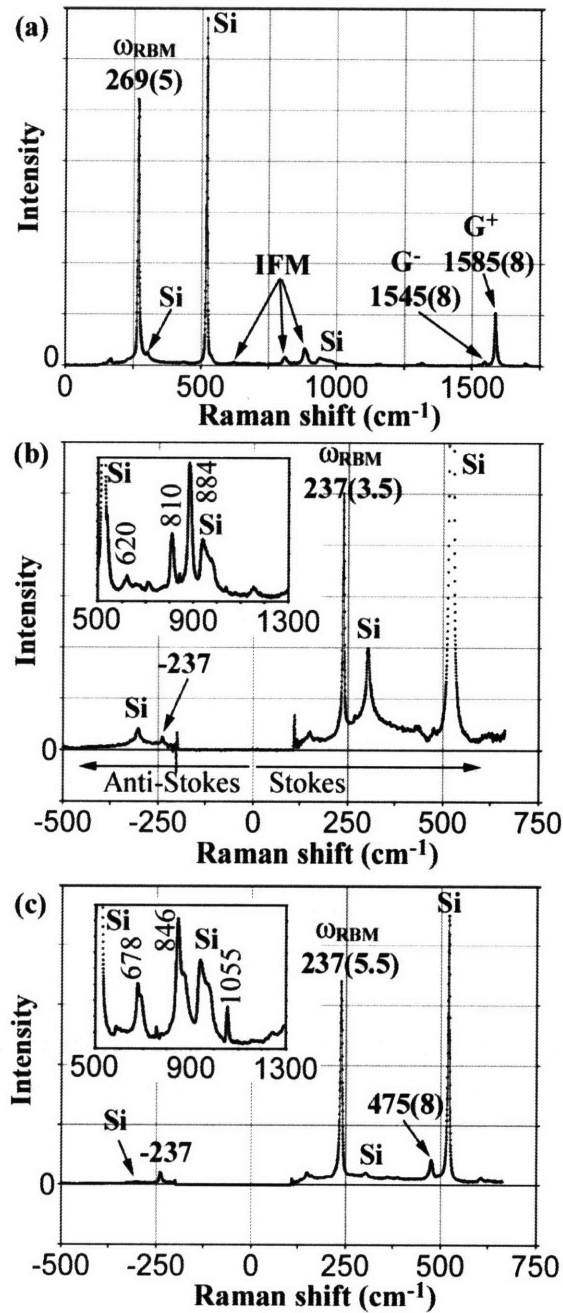 (a)
Si
ωRBM
269(5)
G⁺
1585(8)
G⁻
1545(8)
IFM
Si
Si
Intensity
0
0 500 1000 1500
Raman shift (cm⁻¹)
(b)
Si
620
810
884
Si
500 900 1300
ωRBM
237(3.5)
Si
Si
-237
Si
Intensity
0
Anti-Stokes Stokes
-500 -250 0 250 500 750
Raman shift (cm⁻¹)
(c)
Si
678
846
Si
1055
500 900 1300
ωRBM
237(5.5)
Si
475(8)
Si
-237
Si
Intensity
0
-500 -250 0 250 500 750
Raman shift (cm⁻¹)